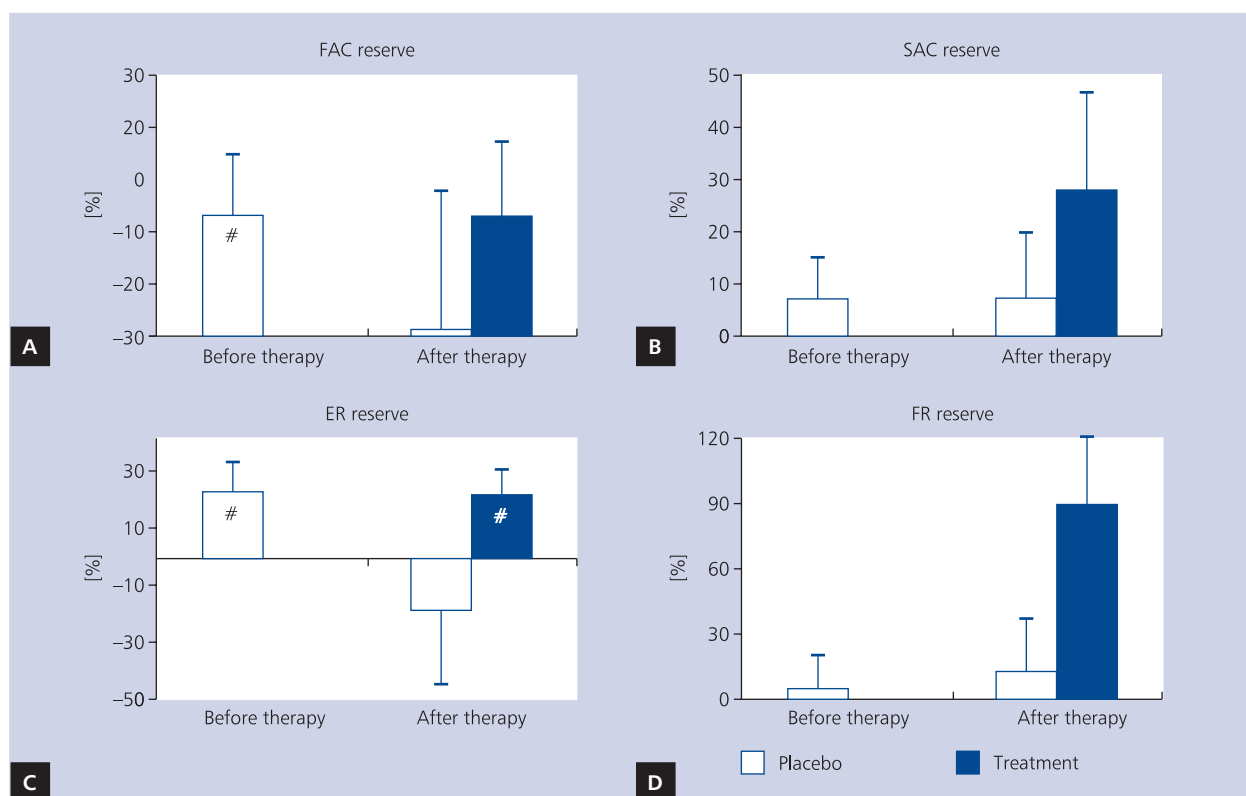 FAC reserve
30
20
0
−10
−20
−30
[%]
#
Before therapy
After therapy
A
SAC reserve
50
40
30
20
10
0
[%]
Before therapy
After therapy
B
ER reserve
30
10
−10
−30
−50
[%]
#
#
Before therapy
After therapy
C
FR reserve
120
90
60
30
0
[%]
Before therapy
After therapy
Placebo
Treatment
D